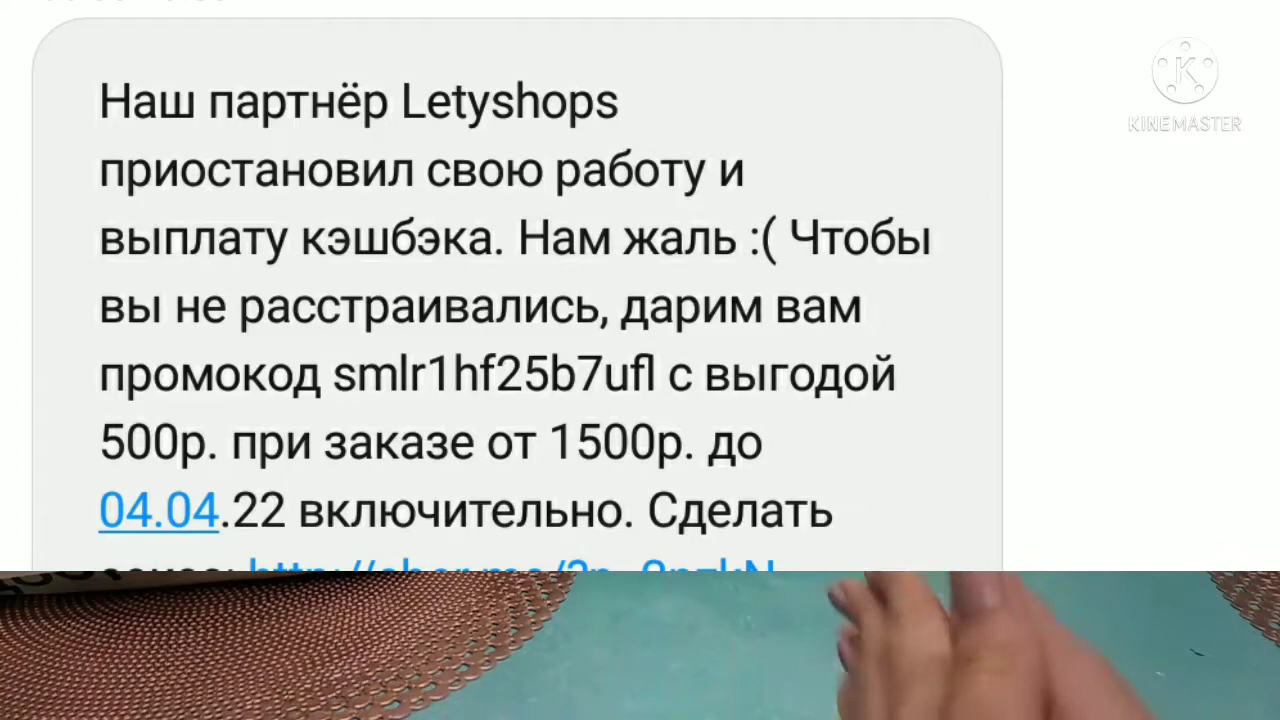 Наш партнёр Letyshops
приостановил свою работу и
выплату кэшбэка. Нам жаль :( Чтобы
вы не расстраивались, дарим вам
промокод smlr1hf25b7ufl с выгодой
500р. при заказе от 1500р. до
04.04.22 включительно. Сделать
KINEMASTER